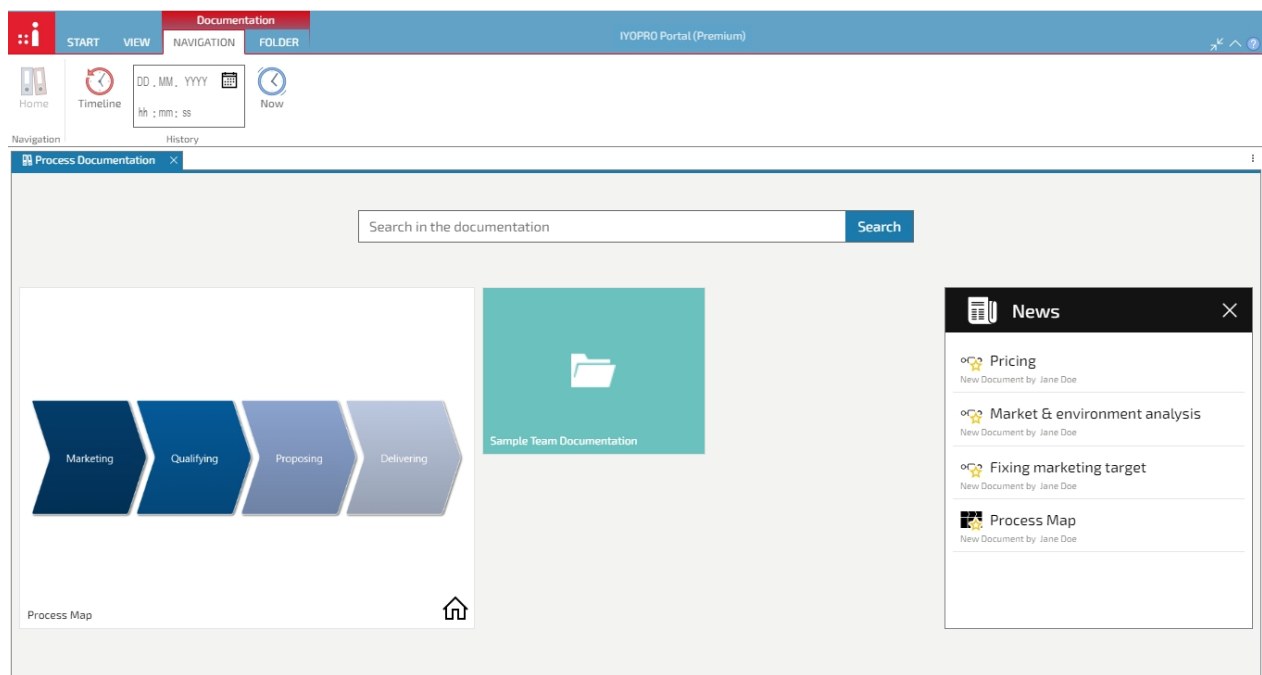 Documentation
START VIEW NAVIGATION FOLDER
IYOPRO Portal (Premium)
Home
Timeline
DD . MM . YYYY
hh : mm : ss
Now
Navigation
History
Process Documentation
Search in the documentation
Search
Marketing
Qualifying
Proposing
Delivering
Process Map
Sample Team Documentation
News
Pricing
New Document by Jane Doe
Market & environment analysis
New Document by Jane Doe
Fixing marketing target
New Document by Jane Doe
Process Map
New Document by Jane Doe